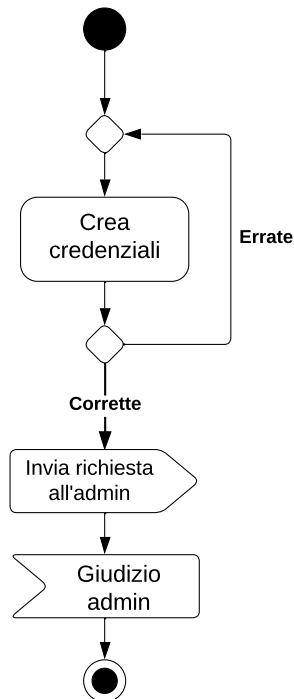 Crea
credenziali
Errate
Corrette
Invia richiesta
all'admin
Giudizio
admin